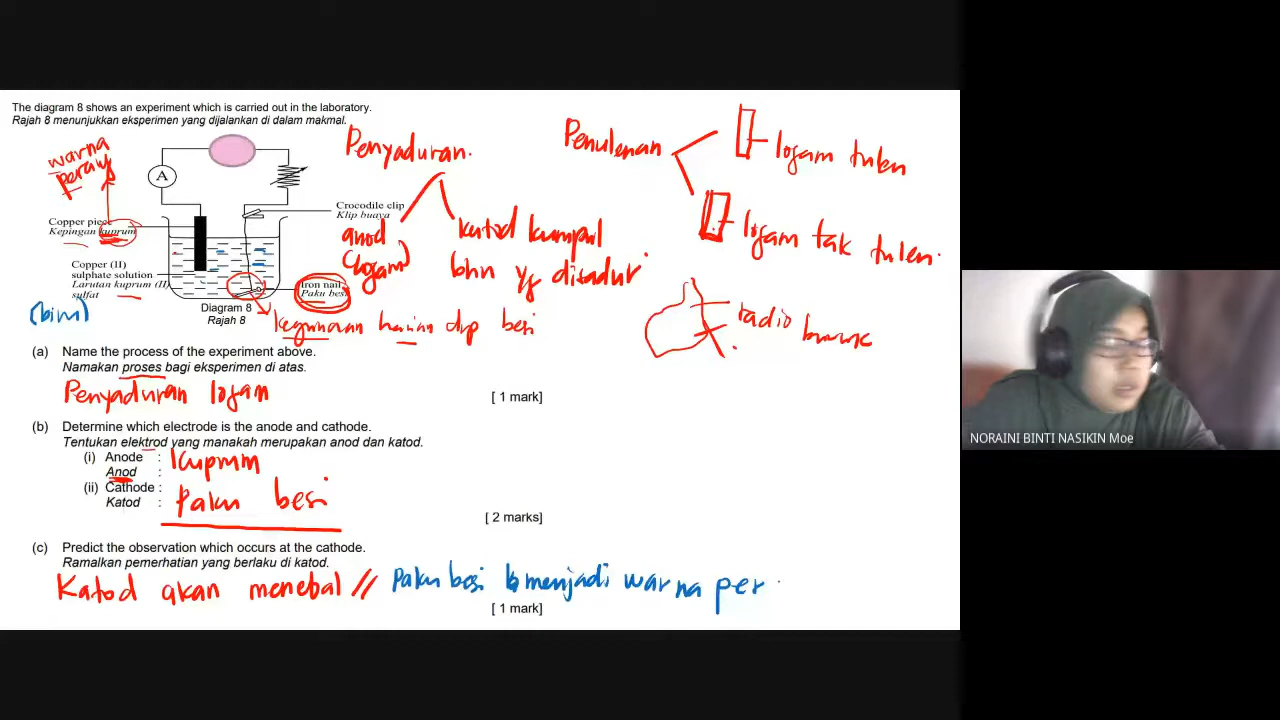 The diagram 8 shows an experiment which is carried out in the laboratory.
Rajah 8 menunjukkan eksperimen yang dijalankan di dalam makmal.
warna
perang
A
Copper piece
Kepingan kuprum
Copper (II)
sulphate solution
Larutan kuprum (II)
sulfat
(biru)
Crocodile clip
Klip buaya
Iron nail
Paku besi
Diagram 8
Rajah 8
kegunaan harian drp besi
Penyaduran.
anod
(logam)
katod kumpul
bhn yg disadur
Penulenan
logam tulen
logam tak tulen.
radio
(a) Name the process of the experiment above.
Namakan proses bagi eksperimen di atas.
Penyaduran logam
[ 1 mark]
(b) Determine which electrode is the anode and cathode.
Tentukan elektrod yang manakah merupakan anod dan katod.
(i) Anode : Kuprum
Anod :
(ii) Cathode :
Katod : Paku besi
[ 2 marks]
(c) Predict the observation which occurs at the cathode.
Ramalkan pemerhatian yang berlaku di katod.
Katod akan menebal // Paku besi menjadi warna per
[ 1 mark]
NORAINI BINTI NASIKIN Moe